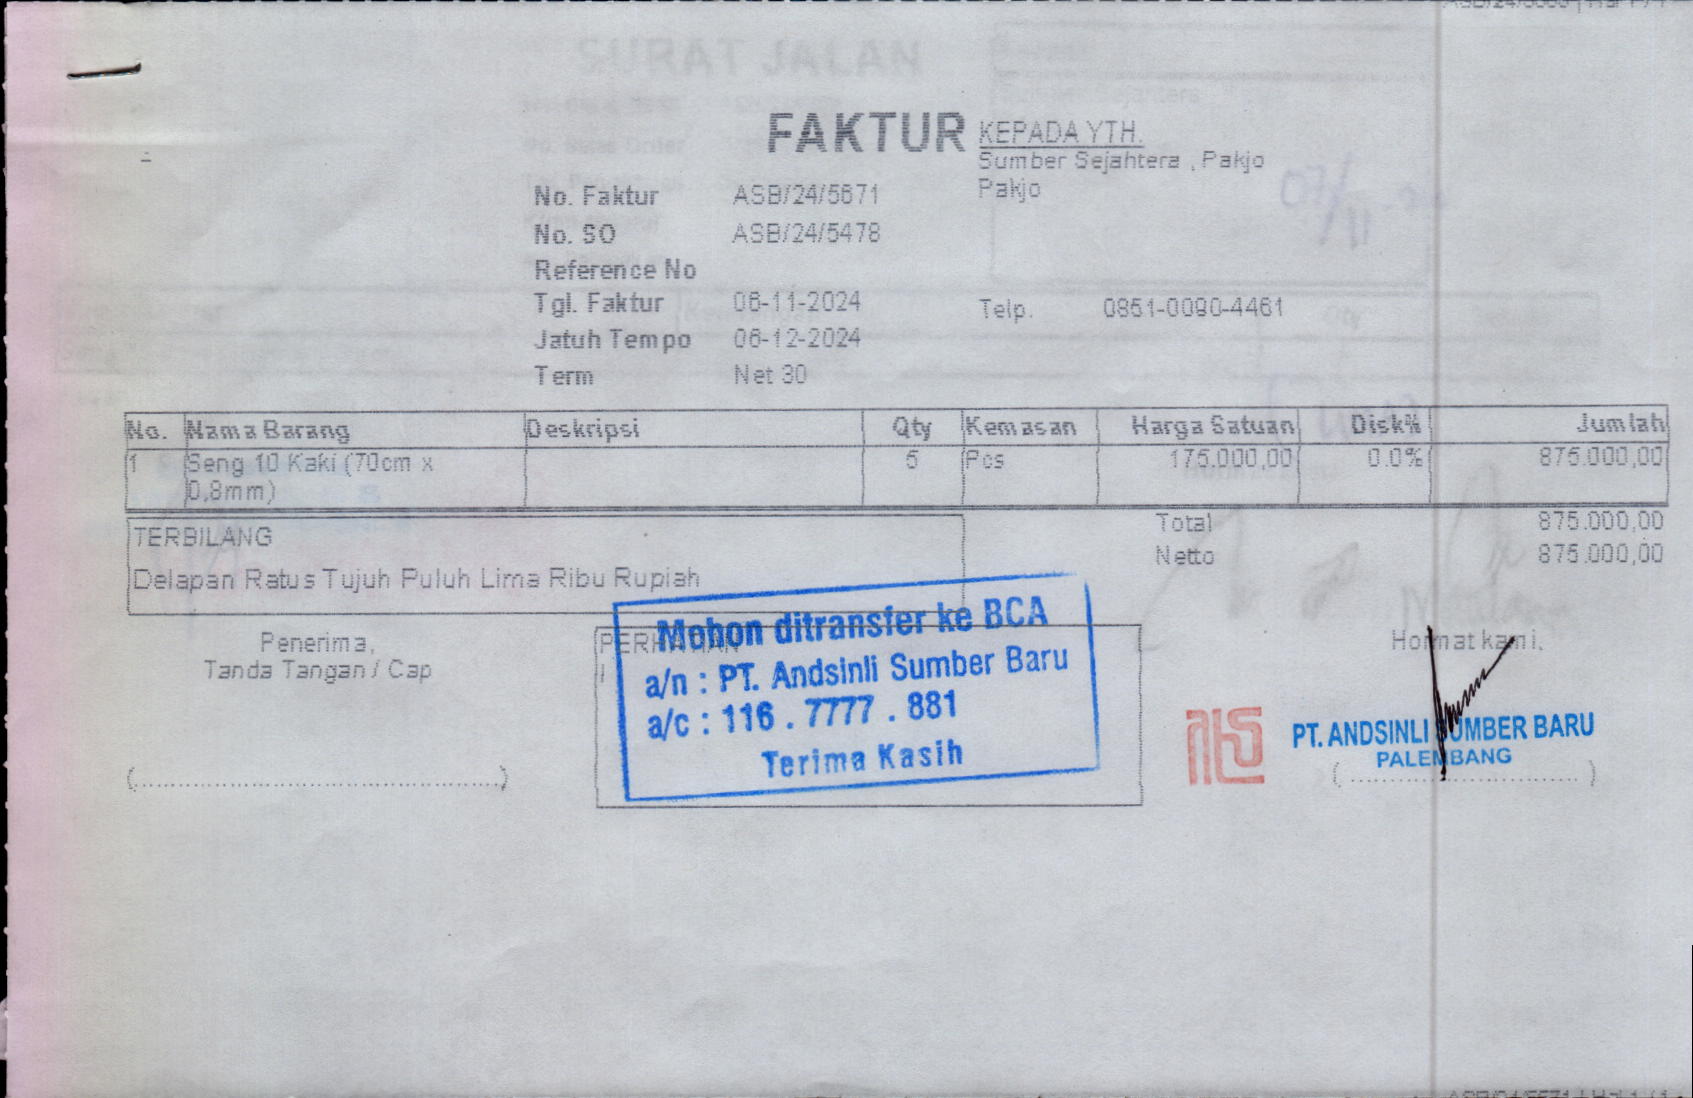 FAKTUR
KEPADA YTH.
Sumber Sejahtera , Pakjo
Pakjo
No. Faktur ASB/24/5671
No. SO ASB/24/5478
Reference No
Tgl. Faktur 06-11-2024
Telp. 0851-0090-4461
Jatuh Tempo 06-12-2024
Term Net 30
No. Nama Barang Deskripsi Qty Kemasan Harga Satuan Disk% Jumlah
1 Seng 10 Kaki (70cm x 5 Pcs 175.000,00 0.0% 875.000,00
0,8mm)
TERBILANG
Delapan Ratus Tujuh Puluh Lima Ribu Rupiah
Total 875.000,00
Netto 875.000,00
Penerima,
Tanda Tangan / Cap
PERHATIAN
Mohon ditransfer ke BCA
a/n : PT. Andsinli Sumber Baru
a/c : 116 . 7777 . 881
Terima Kasih
Hormat kami,
PT. ANDSINLI SUMBER BARU
PALEMBANG
SURAT JALAN